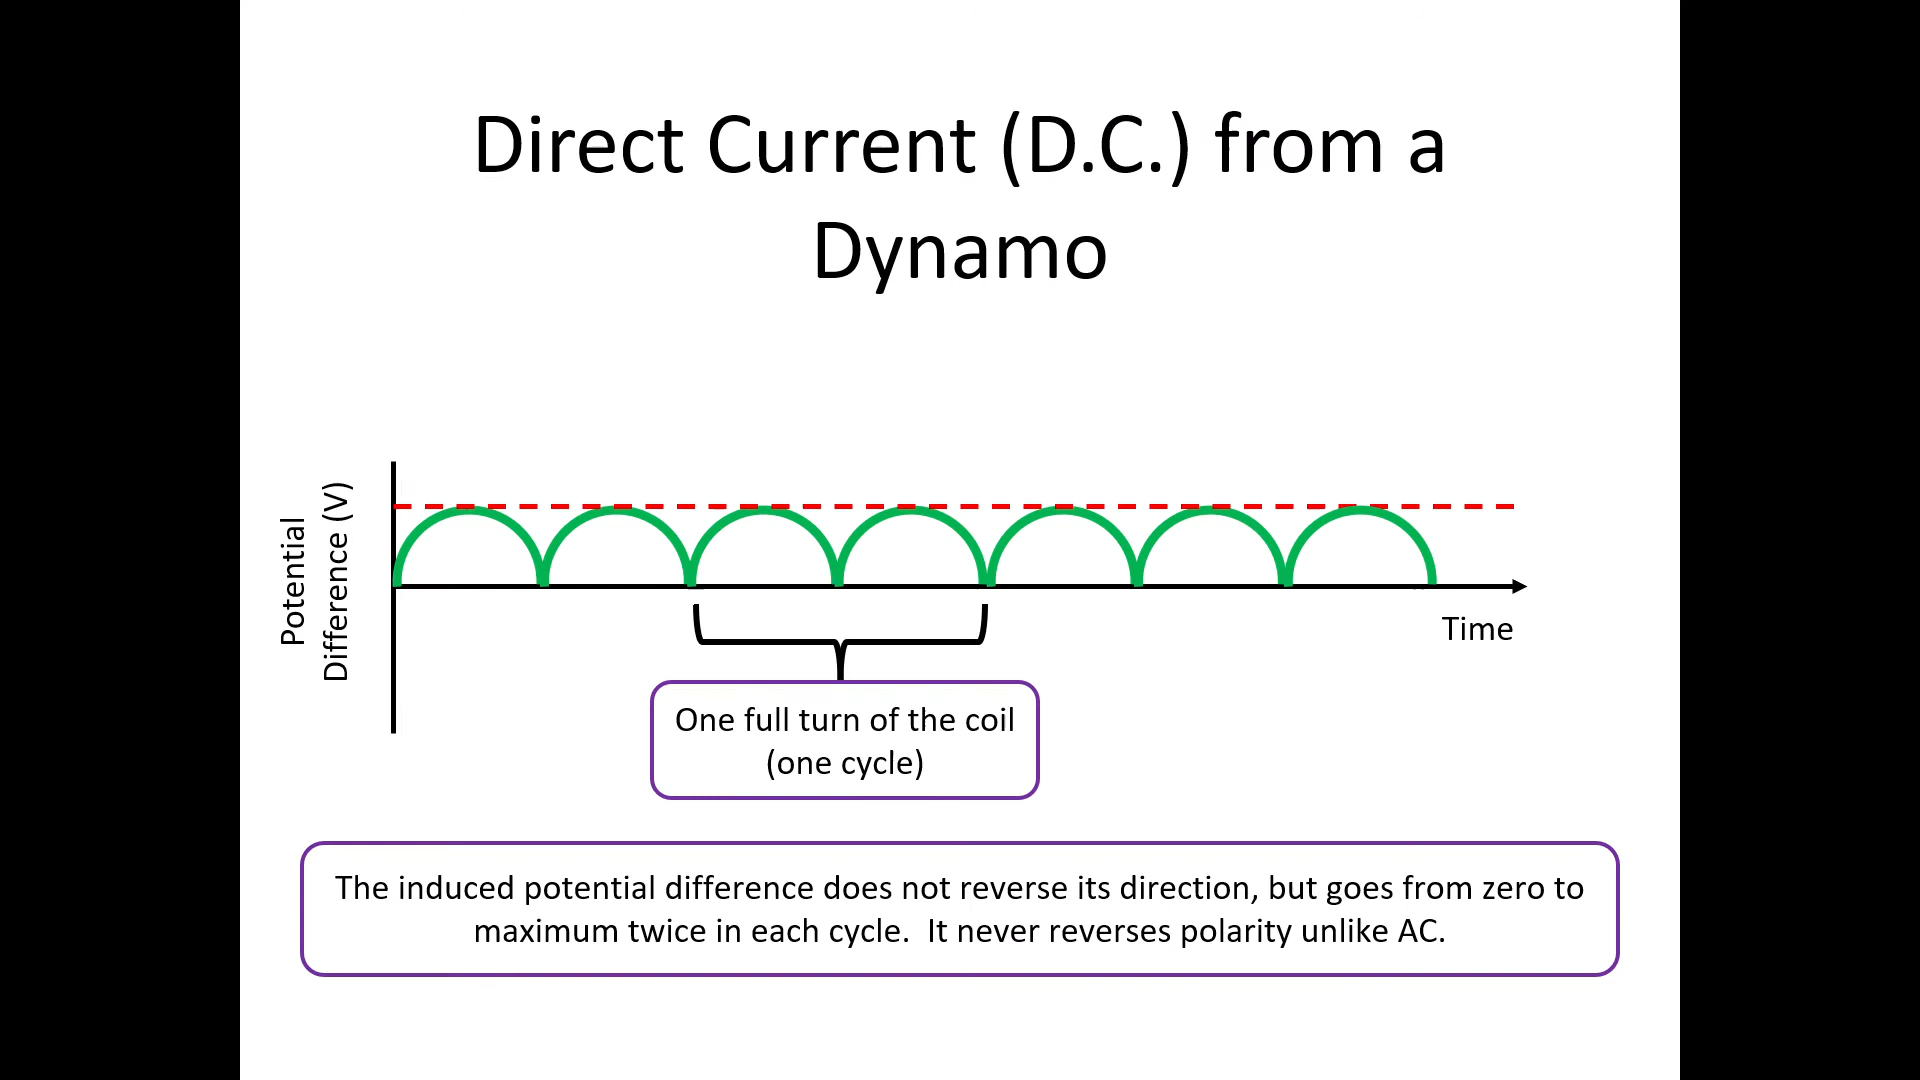 Direct Current (D.C.) from a
Dynamo
Potential
Difference (V)
Time
One full turn of the coil
(one cycle)
The induced potential difference does not reverse its direction, but goes from zero to
maximum twice in each cycle.  It never reverses polarity unlike AC.